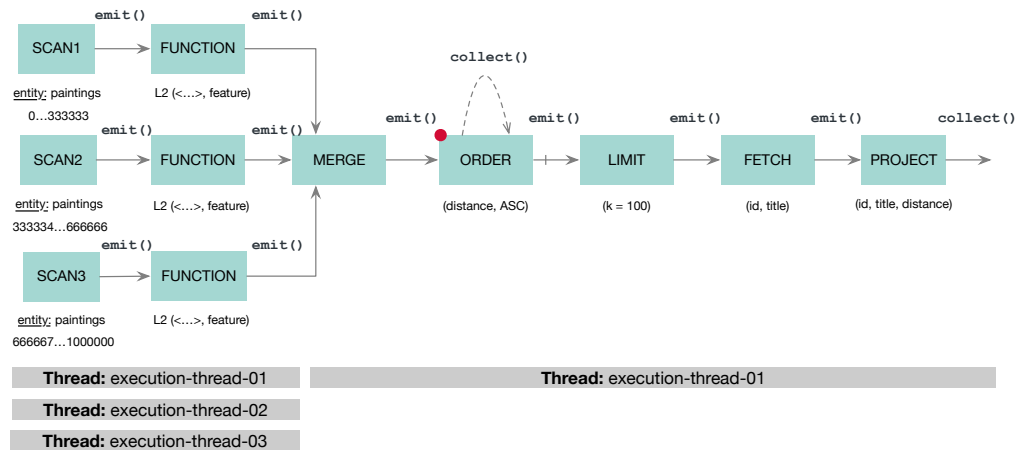 emit()
emit()
SCAN1
FUNCTION
collect()
entity: paintings
L2 (<...>, feature)
0...333333
emit()
emit()
emit()
emit()
emit()
emit()
collect()
SCAN2
FUNCTION
MERGE
ORDER
LIMIT
FETCH
PROJECT
entity: paintings
L2 (<...>, feature)
(distance, ASC)
(k = 100)
(id, title)
(id, title, distance)
333334...666666
emit()
emit()
SCAN3
FUNCTION
entity: paintings
L2 (<...>, feature)
666667...1000000
Thread: execution-thread-01
Thread: execution-thread-01
Thread: execution-thread-02
Thread: execution-thread-03